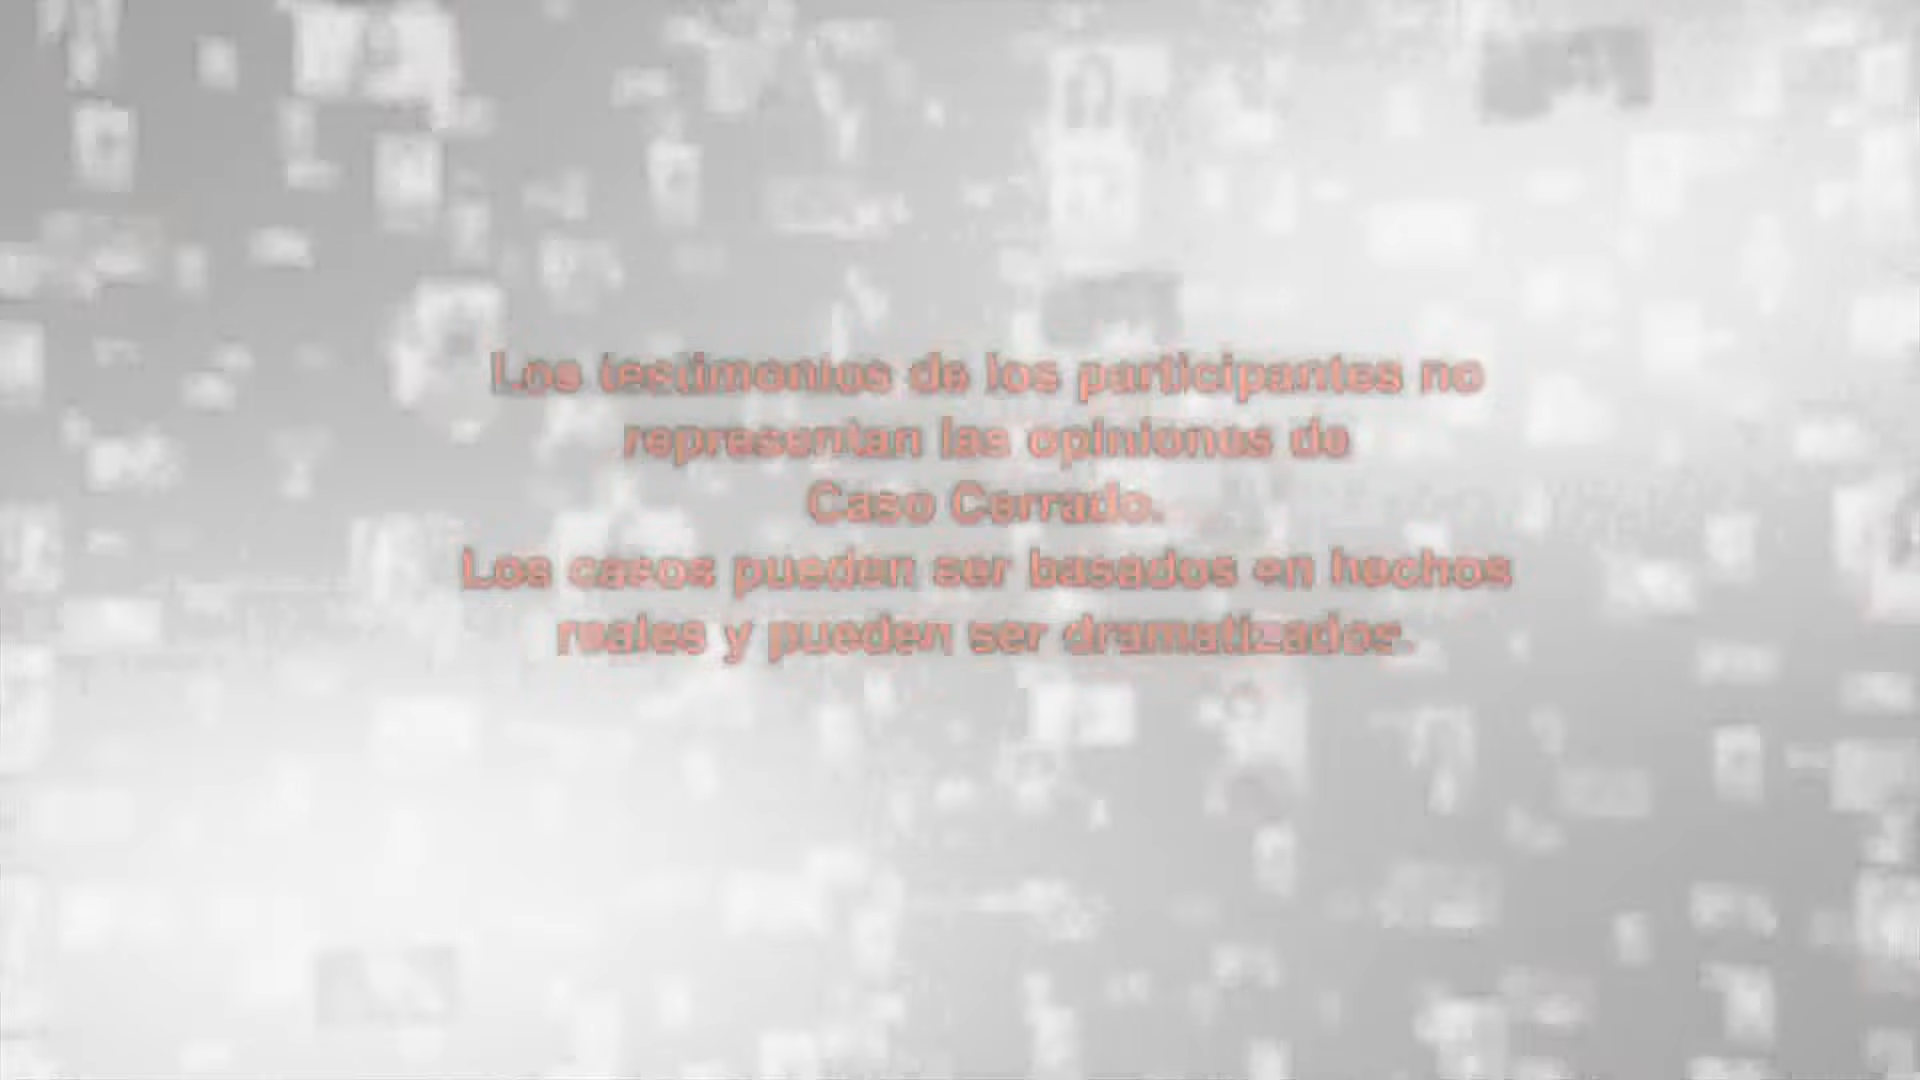 Los testimonios de los participantes no
representan las opiniones de
Caso Cerrado.
Los casos pueden ser basados en hechos
reales y pueden ser dramatizados.